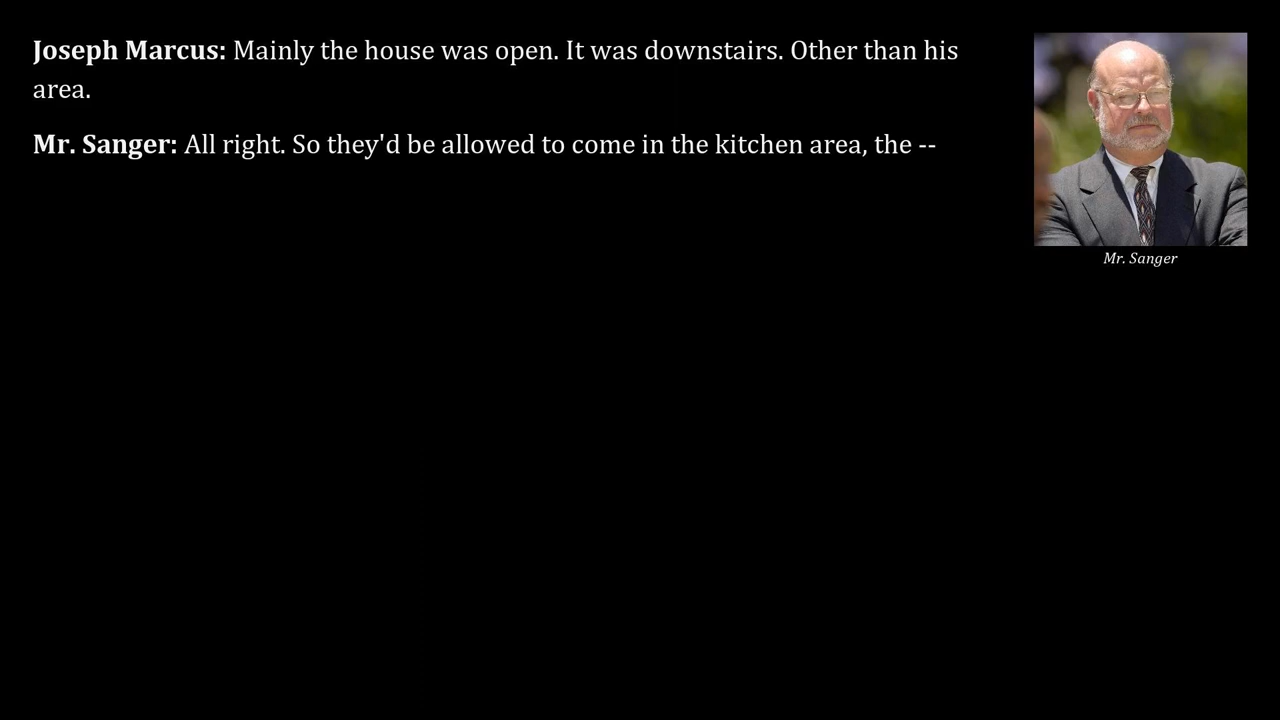 Joseph Marcus: Mainly the house was open. It was downstairs. Other than his
area.
Mr. Sanger: All right. So they'd be allowed to come in the kitchen area, the --
Mr. Sanger